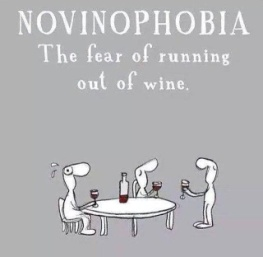 NOVINOPHOBIA
The fear of running
out of wine.